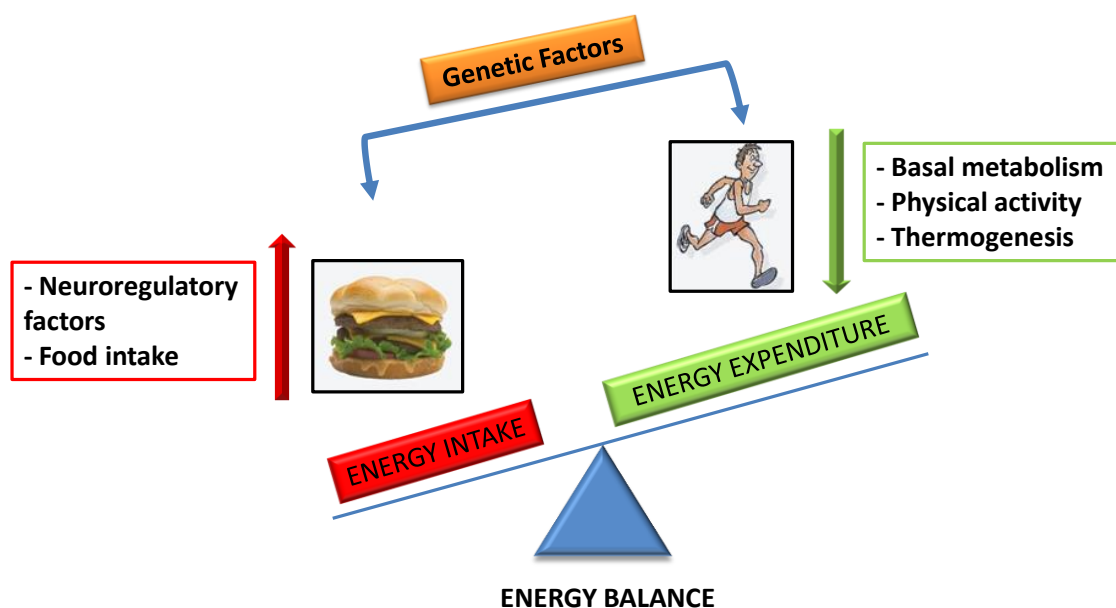 Genetic Factors
- Basal metabolism
- Physical activity
- Thermogenesis
- Neuroregulatory
factors
- Food intake
ENERGY EXPENDITURE
ENERGY INTAKE
ENERGY BALANCE